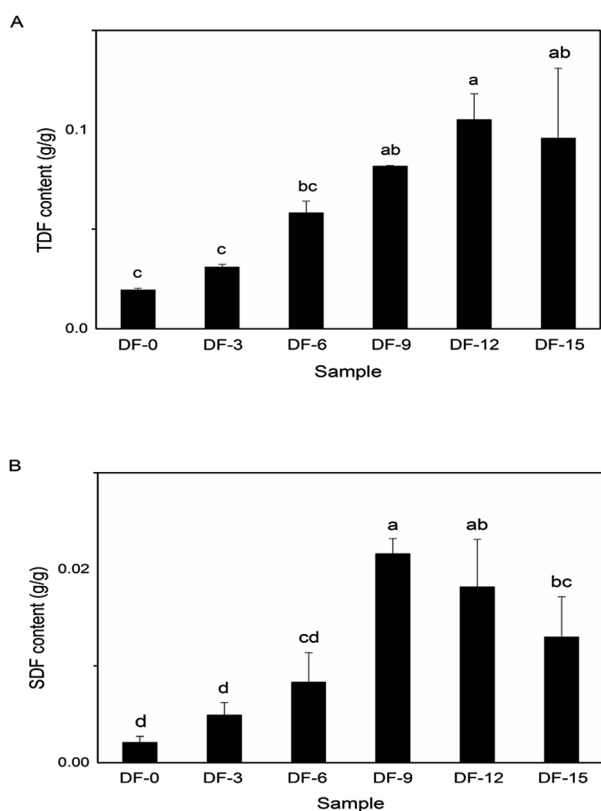 A
ab
a
0.1
ab
bc
TDF content (g/g)
c
c
0.0
DF-0 DF-3 DF-6 DF-9 DF-12 DF-15
Sample
B
a
ab
0.02
bc
SDF content (g/g)
cd
d
d
0.00
DF-0 DF-3 DF-6 DF-9 DF-12 DF-15
Sample